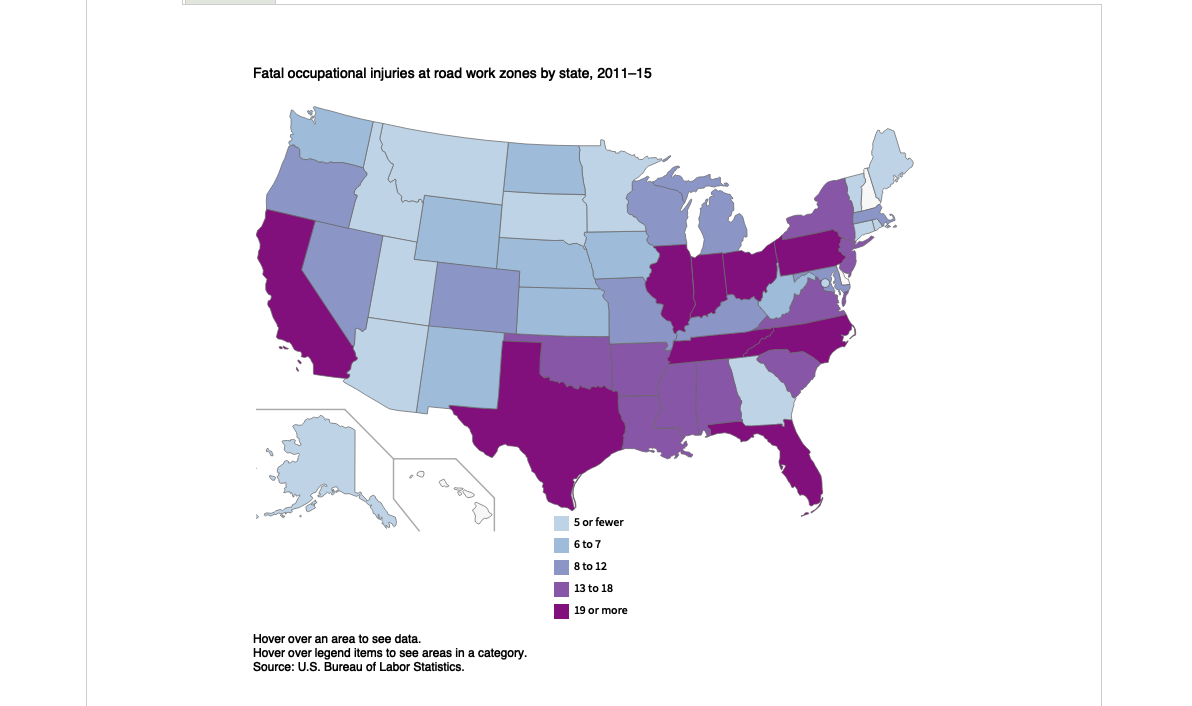 Fatal occupational injuries at road work zones by state, 2011–15
5 or fewer
6 to 7
8 to 12
13 to 18
19 or more
Hover over an area to see data.
Hover over legend items to see areas in a category.
Source: U.S. Bureau of Labor Statistics.